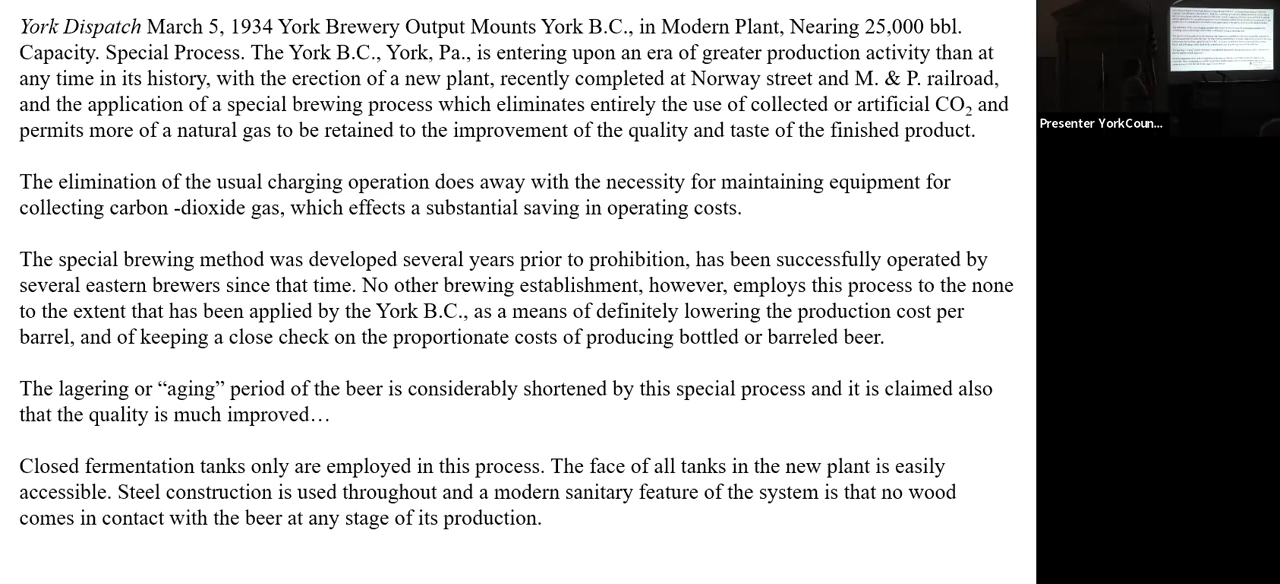 York Dispatch March 5, 1934 York Brewery Output Mounts York B.C., in Modern Plant, Nearing 25,000 bbl.
Capacity. Special Process. The York B.C., York, Pa., is entering upon an era of greater production activity than at
any time in its history, with the erection of a new plant, recently completed at Norway street and M. & P. railroad,
and the application of a special brewing process which eliminates entirely the use of collected or artificial CO₂ and
permits more of a natural gas to be retained to the improvement of the quality and taste of the finished product.
The elimination of the usual charging operation does away with the necessity for maintaining equipment for
collecting carbon -dioxide gas, which effects a substantial saving in operating costs.
The special brewing method was developed several years prior to prohibition, has been successfully operated by
several eastern brewers since that time. No other brewing establishment, however, employs this process to the none
to the extent that has been applied by the York B.C., as a means of definitely lowering the production cost per
barrel, and of keeping a close check on the proportionate costs of producing bottled or barreled beer.
The lagering or “aging” period of the beer is considerably shortened by this special process and it is claimed also
that the quality is much improved…
Closed fermentation tanks only are employed in this process. The face of all tanks in the new plant is easily
accessible. Steel construction is used throughout and a modern sanitary feature of the system is that no wood
comes in contact with the beer at any stage of its production.
Presenter YorkCoun...